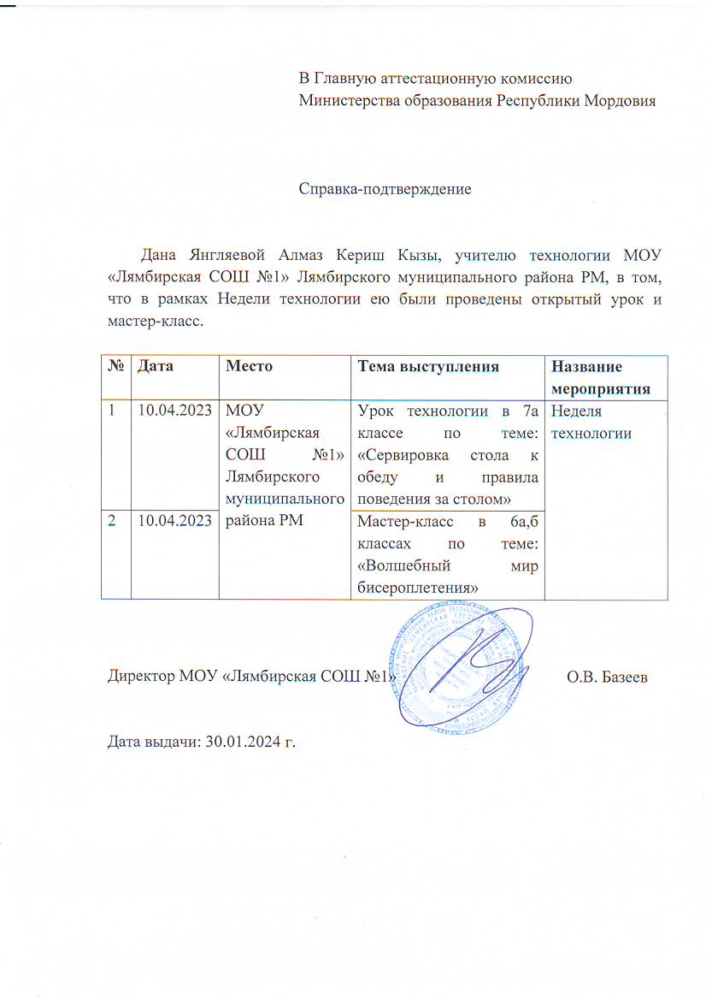 В Главную аттестационную комиссию
Министерства образования Республики Мордовия
Справка-подтверждение
Дана Янгляевой Алмаз Кериш Кызы, учителю технологии МОУ
«Лямбирская СОШ №1» Лямбирского муниципального района РМ, в том,
что в рамках Недели технологии ею были проведены открытый урок и
мастер-класс.
№ Дата Место Тема выступления Название
мероприятия
1 10.04.2023 МОУ Урок технологии в 7а Неделя
«Лямбирская классе по теме: технологии
СОШ №1» «Сервировка стола к
Лямбирского обеду и правила
муниципального поведения за столом»
2 10.04.2023 района РМ Мастер-класс в 6а,б
классах по теме:
«Волшебный мир
бисероплетения»
Директор МОУ «Лямбирская СОШ №1» О.В. Базеев
Дата выдачи: 30.01.2024 г.